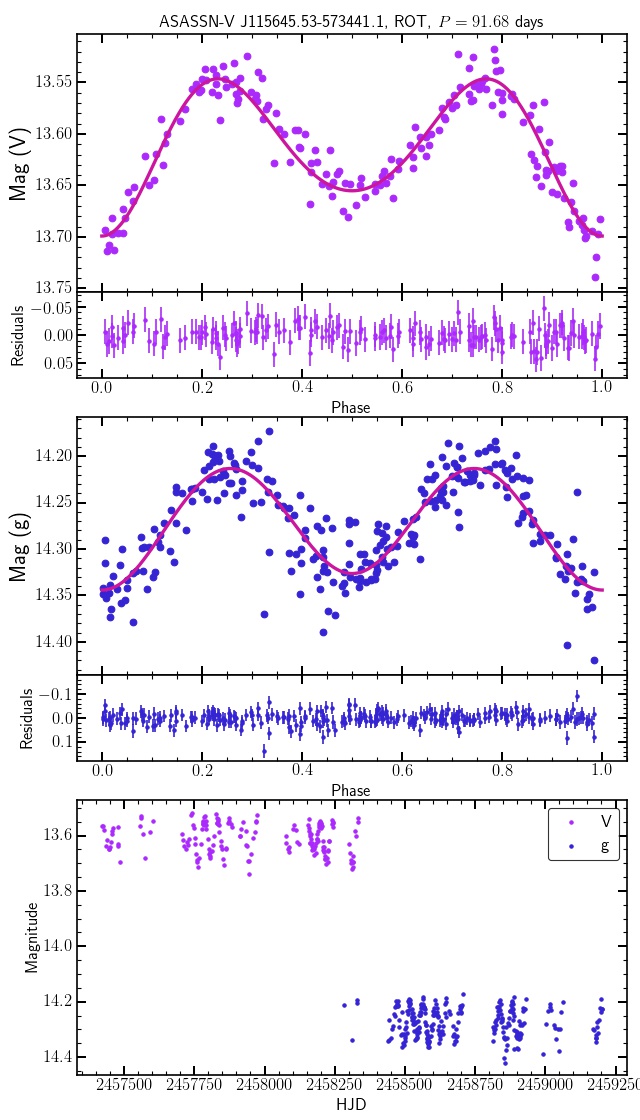 ASASSN-V J115645.53-573441.1, ROT, P = 91.68 days
Mag (V)
13.55
13.60
13.65
13.70
13.75
Residuals
−0.05
0.00
0.05
0.0 0.2 0.4 0.6 0.8 1.0
Phase
Mag (g)
14.20
14.25
14.30
14.35
14.40
Residuals
−0.1
0.0
0.1
0.0 0.2 0.4 0.6 0.8 1.0
Phase
Magnitude
13.6
13.8
14.0
14.2
14.4
V
g
2457500 2457750 2458000 2458250 2458500 2458750 2459000 2459250
HJD